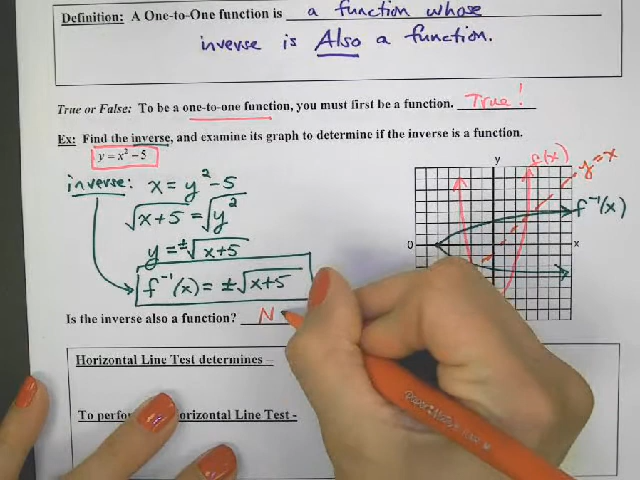 Definition: A One-to-One function is a function whose
inverse is Also a function.
True or False: To be a one-to-one function, you must first be a function. True!
Ex: Find the inverse, and examine its graph to determine if the inverse is a function.
y = x² – 5
inverse: x = y² - 5
√x+5 = √y²
y = ±√x+5
f⁻¹(x) = ±√x+5
y
f(x)
y = x
f⁻¹(x)
x
Is the inverse also a function? N
Horizontal Line Test determines –
To perfor Horizontal Line Test -